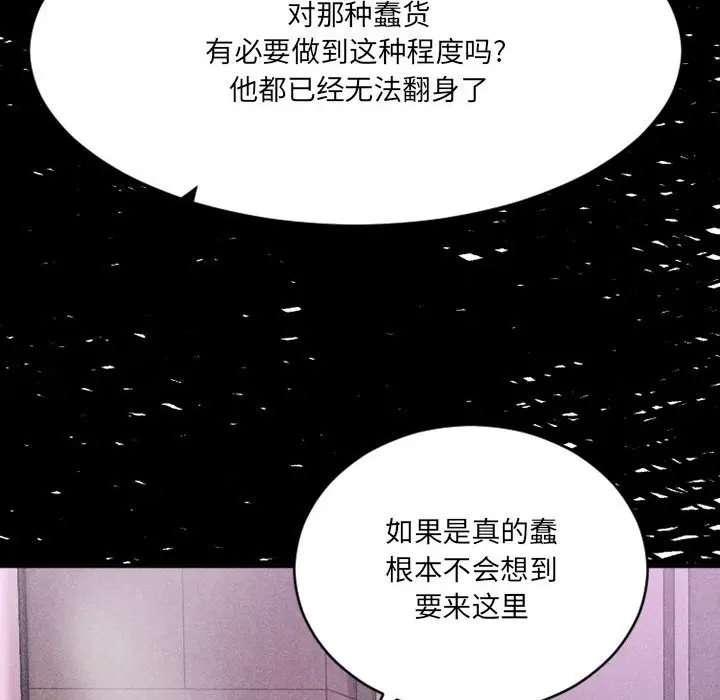 对那种蠢货
有必要做到这种程度吗?
他都已经无法翻身了
如果是真的蠢
根本不会想到
要来这里